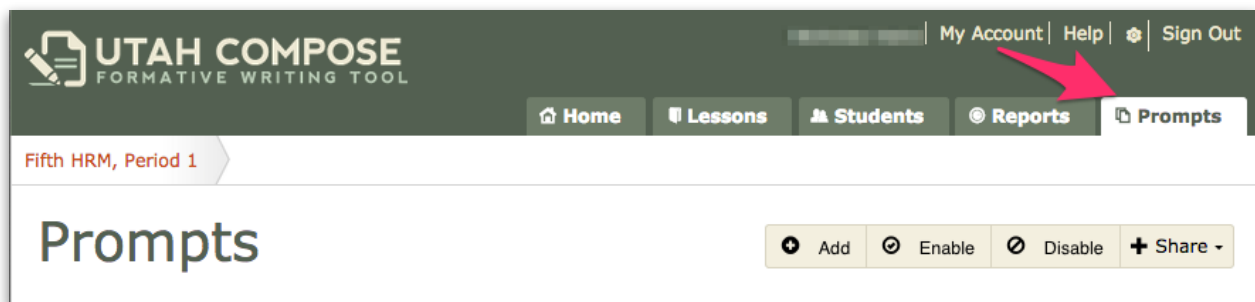 UTAH COMPOSE
FORMATIVE WRITING TOOL
My Account | Help | Sign Out
Home Lessons Students Reports Prompts
Fifth HRM, Period 1
Prompts
Add Enable Disable Share